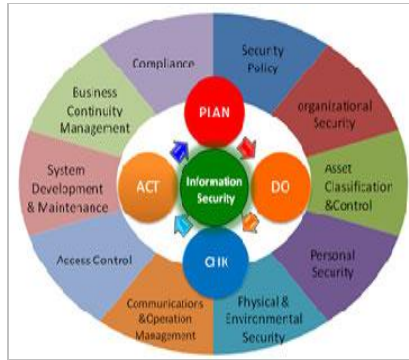 Compliance
Security
Policy
Business
Continuity
Management
PLAN
organizational
Security
System
Development
& Maintenance
ACT
Information
Security
DO
Asset
Classification
&Control
Access Control
CHK
Personal
Security
Communications
&Operation
Management
Physical &
Environmental
Security